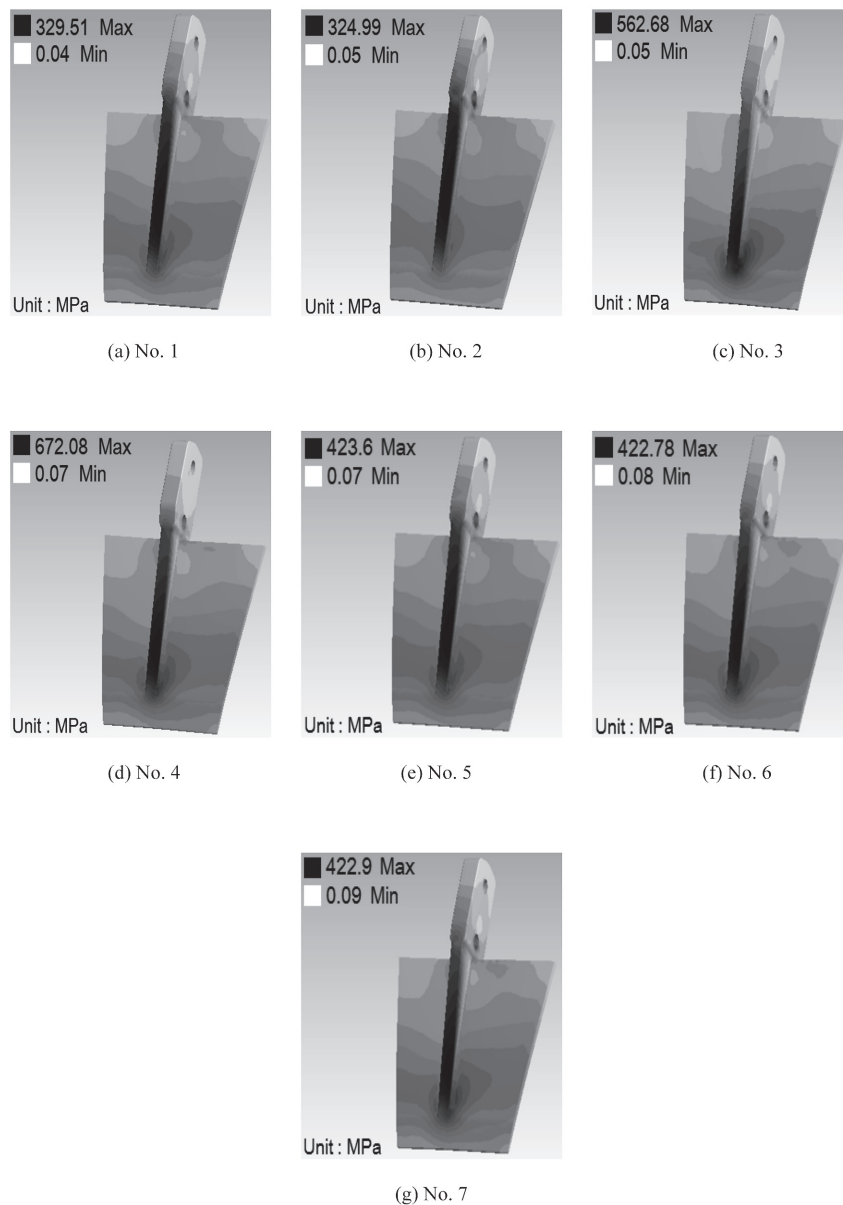 329.51 Max
0.04 Min
Unit : MPa
(a) No. 1
324.99 Max
0.05 Min
Unit : MPa
(b) No. 2
562.68 Max
0.05 Min
Unit : MPa
(c) No. 3
672.08 Max
0.07 Min
Unit : MPa
(d) No. 4
423.6 Max
0.07 Min
Unit : MPa
(e) No. 5
422.78 Max
0.08 Min
Unit : MPa
(f) No. 6
422.9 Max
0.09 Min
Unit : MPa
(g) No. 7